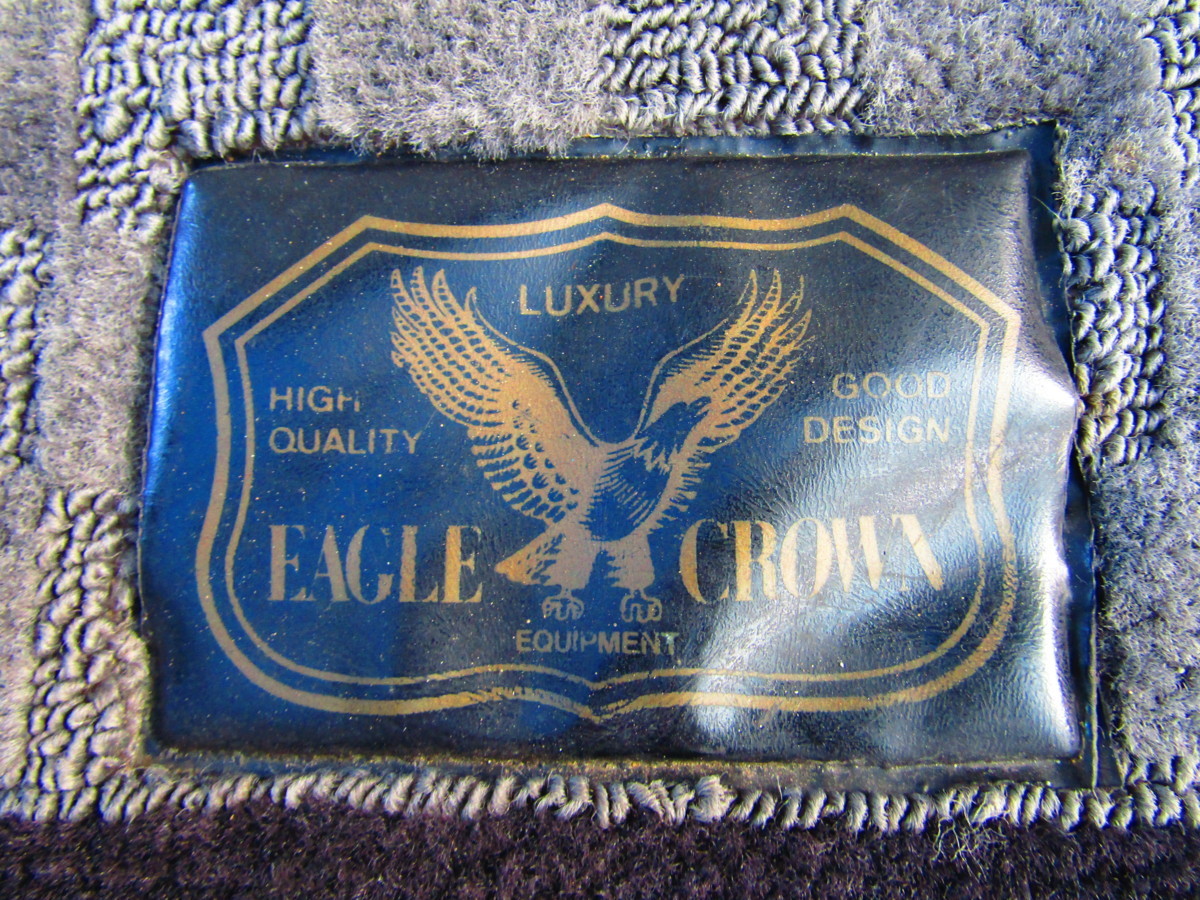 LUXURY
HIGH
QUALITY
GOOD
DESIGN
EAGLE CROWN
EQUIPMENT